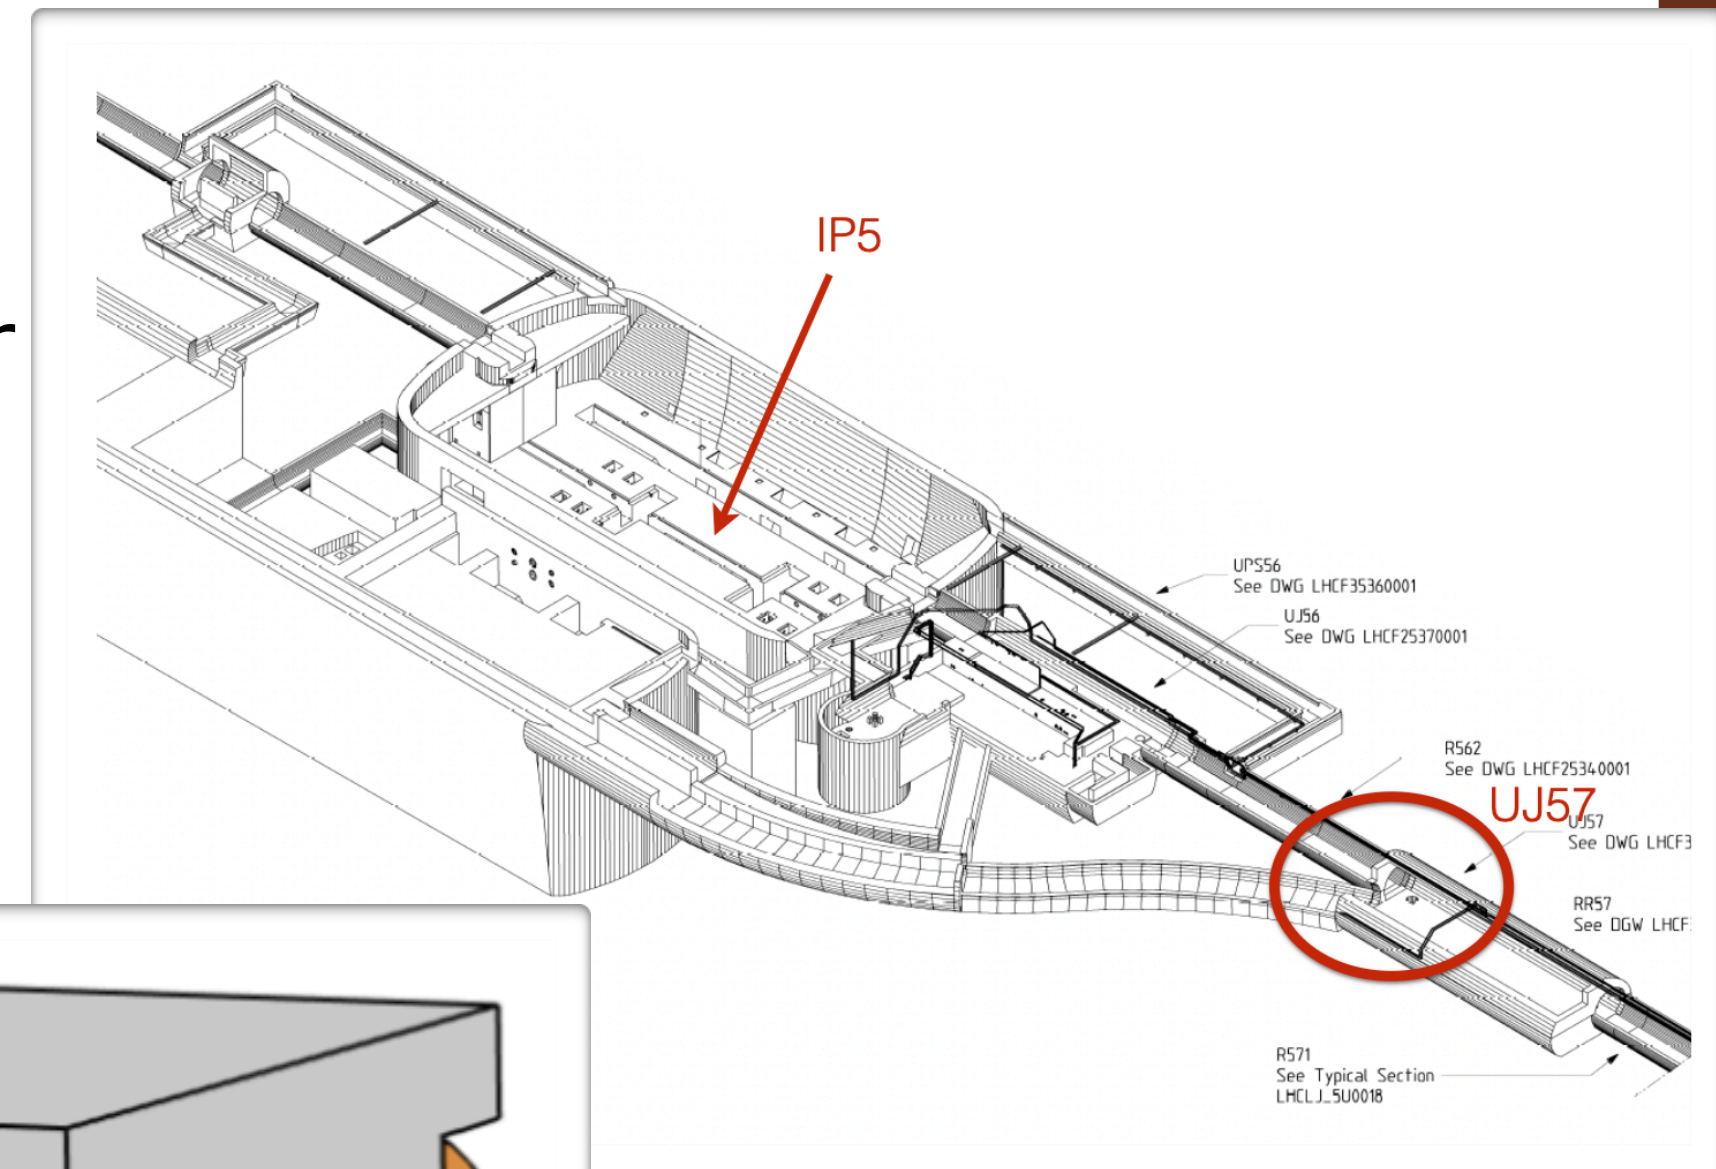 IP5
UPS56
See DWG LHCF35360001
UJ56
See DWG LHCF25370001
R562
See DWG LHCF25340001
UJ57
UJ57
See DWG LHCF3
RR57
See DGW LHCF
R571
See Typical Section
LHCLJ_5U0018
r